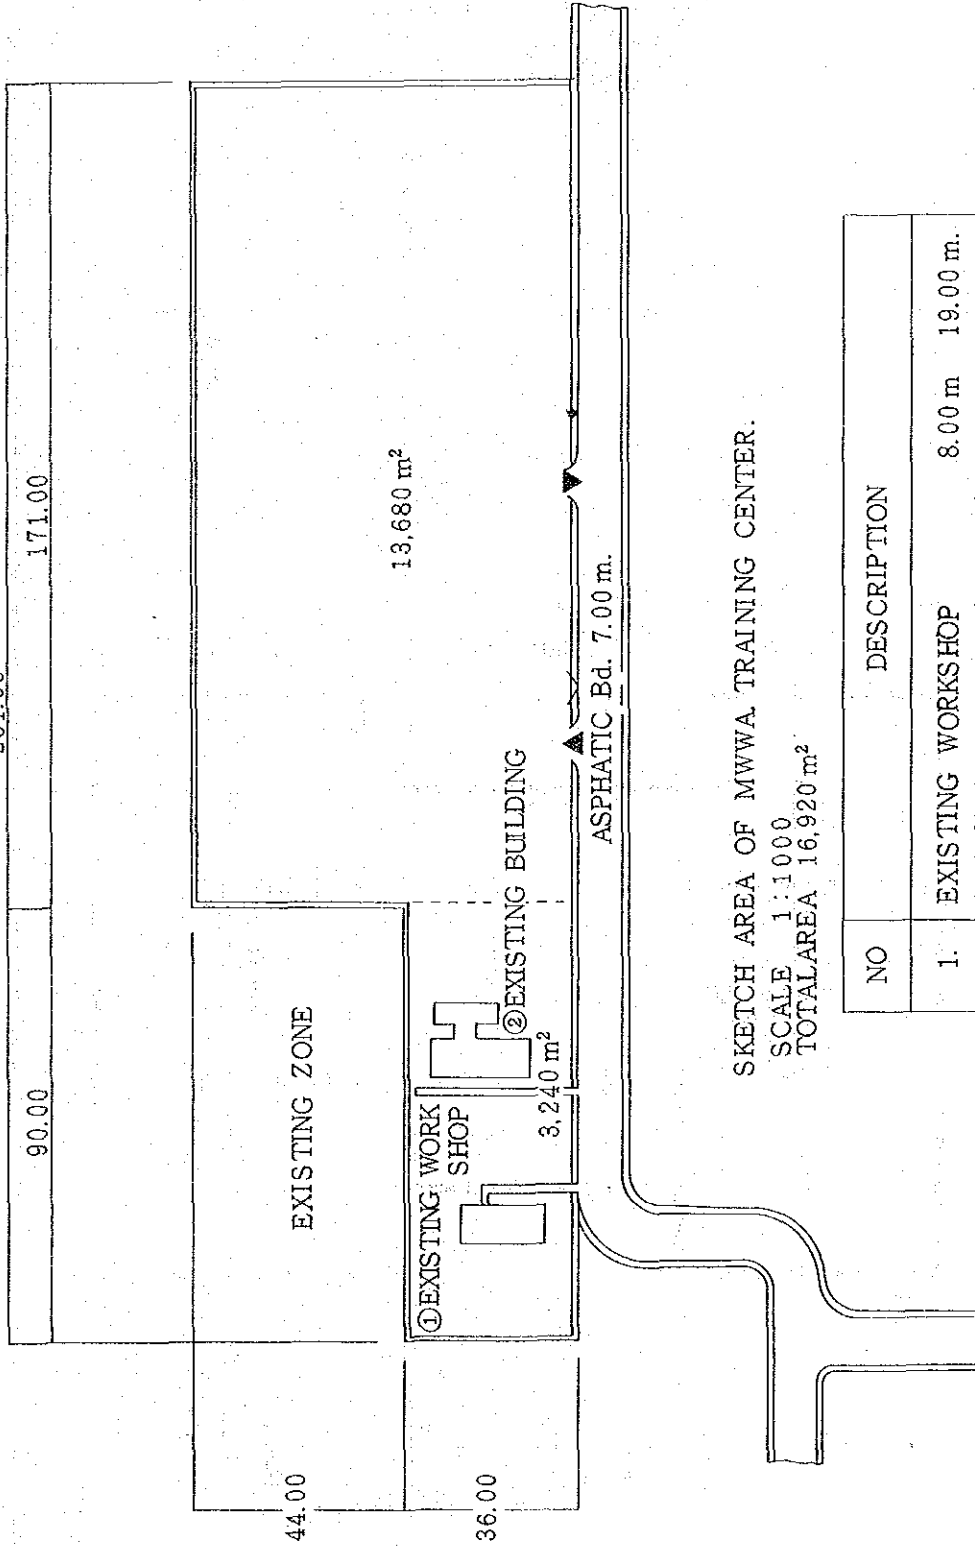 90.00
171.00
44.00
36.00
EXISTING ZONE
13,680 m²
①EXISTING WORK
SHOP
②EXISTING BUILDING
3,240 m²
ASPHATIC Bd. 7.00 m.
SKETCH AREA OF MWWA TRAINING CENTER.
SCALE 1:1000
TOTALAREA 16,920 m²
NO DESCRIPTION
1. EXISTING WORKSHOP 8.00 m 19.00 m.